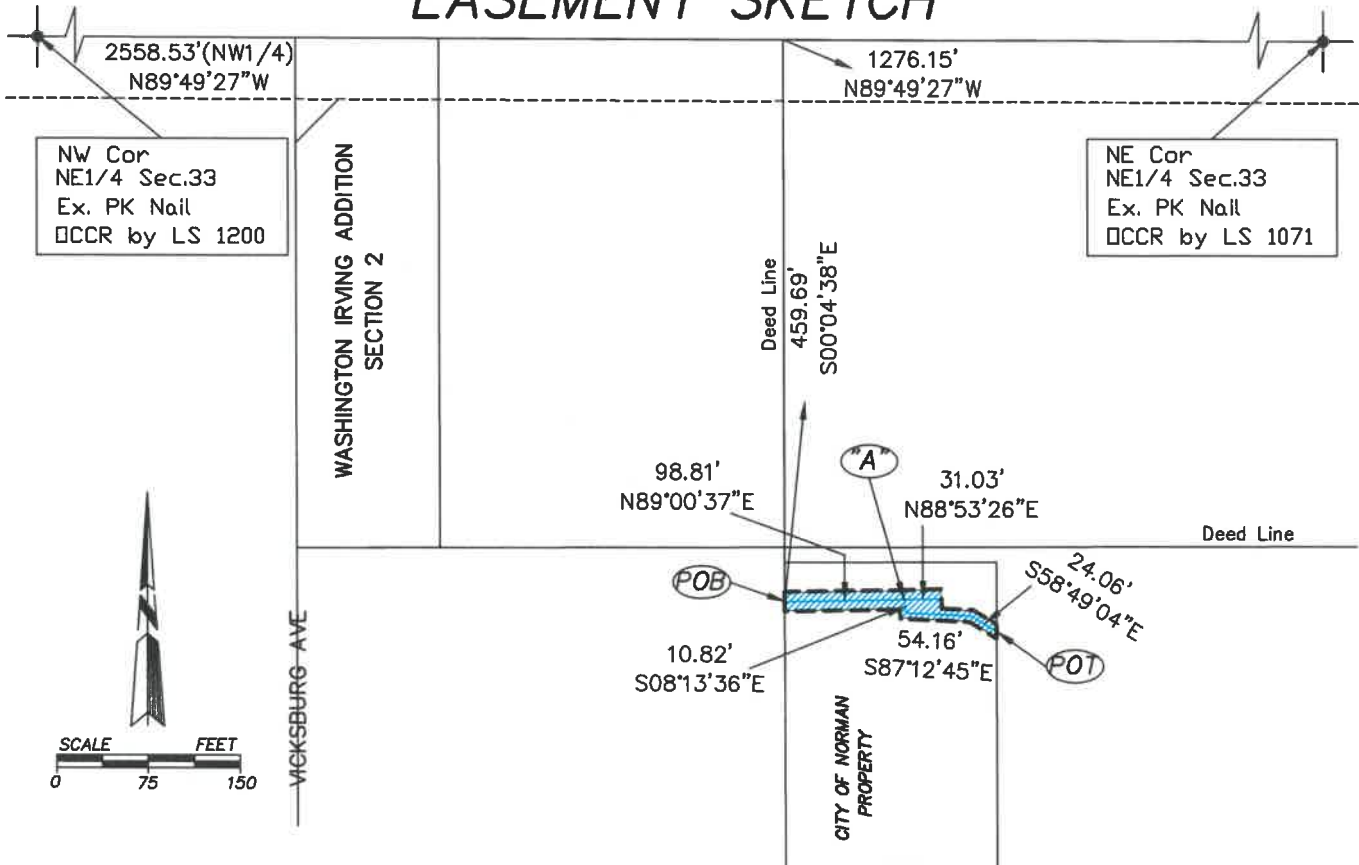 EASEMENT SKETCH
2558.53'(NW1/4)
N89°49'27"W
1276.15'
N89°49'27"W
NW Cor
NE1/4 Sec.33
Ex. PK Nail
OCCR by LS 1200
NE Cor
NE1/4 Sec.33
Ex. PK Nail
OCCR by LS 1071
WASHINGTON IRVING ADDITION
SECTION 2
Deed Line
459.69'
S00°04'38"E
"A"
98.81'
N89°00'37"E
31.03'
N88°53'26"E
Deed Line
24.06'
S58°49'04"E
POB
10.82'
S08°13'36"E
54.16'
S87°12'45"E
POT
N
VICKSBURG AVE
CITY OF NORMAN
PROPERTY
SCALE FEET
0 75 150